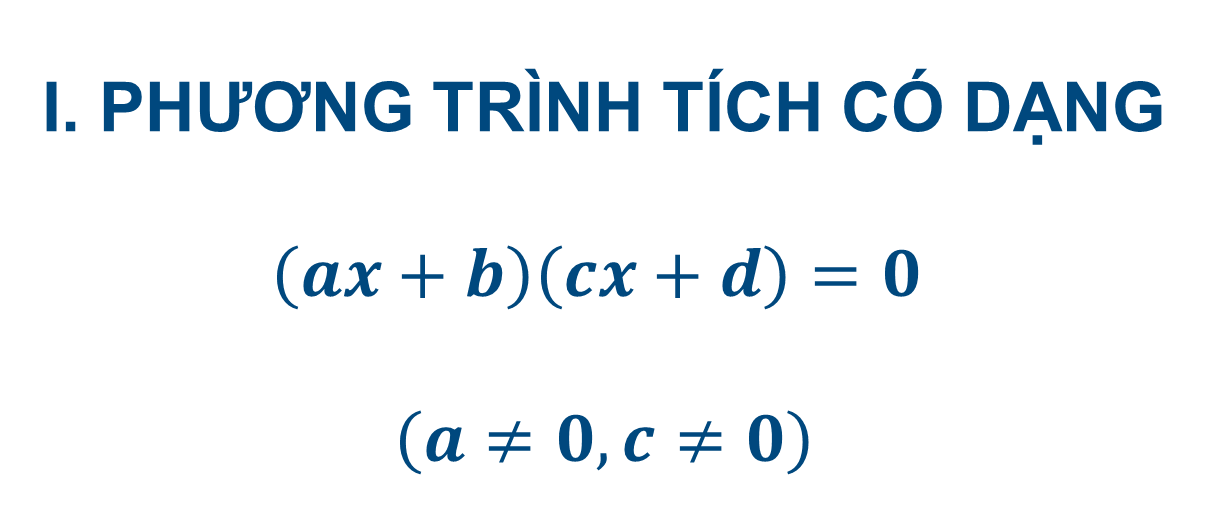 I. PHƯƠNG TRÌNH TÍCH CÓ DẠNG
(ax + b)(cx + d) = 0
(a ≠ 0, c ≠ 0)